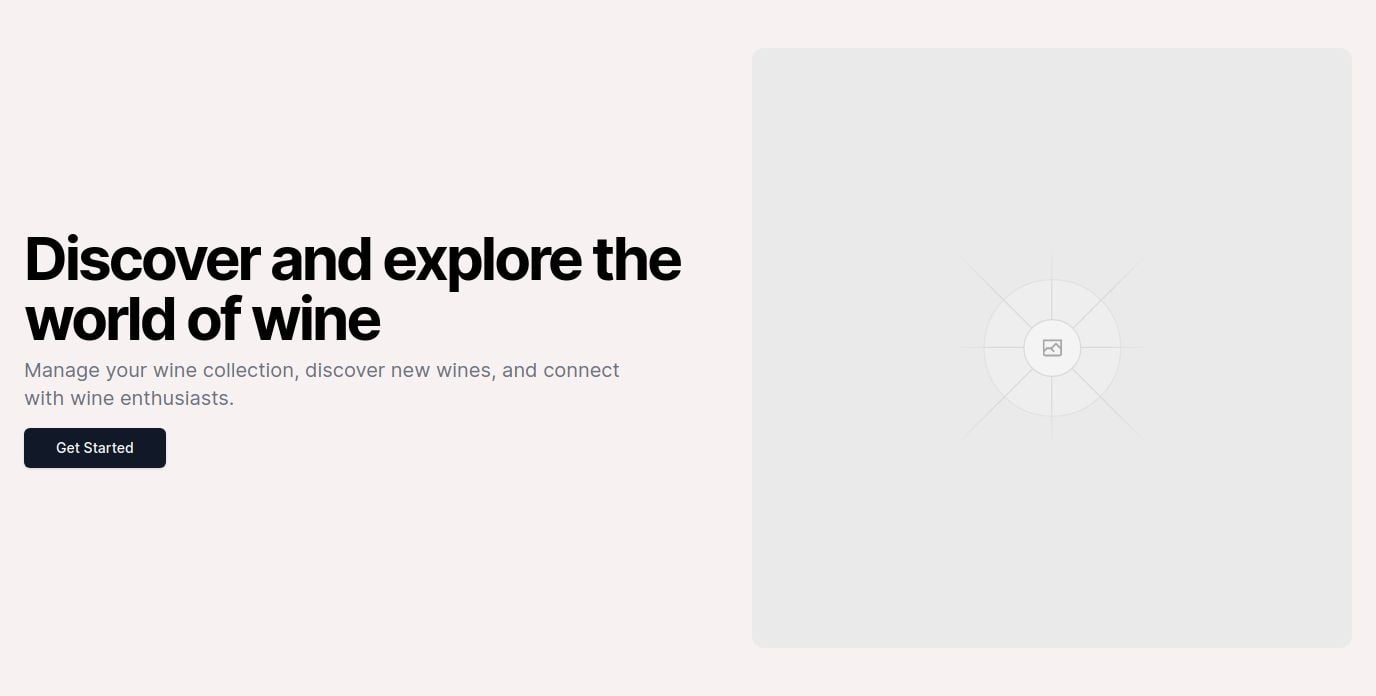 Discover and explore the
world of wine
Manage your wine collection, discover new wines, and connect
with wine enthusiasts.
Get Started